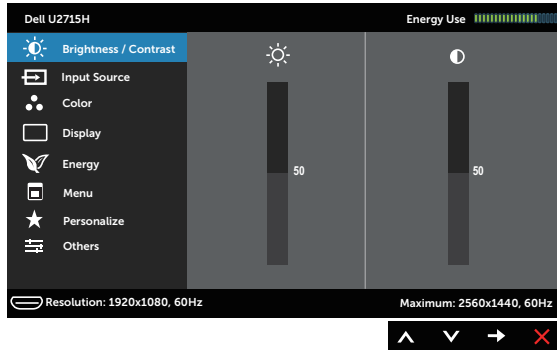 Dell U2715H
Energy Use
Brightness / Contrast
Input Source
Color
Display
Energy
Menu
Personalize
Others
50
50
Resolution: 1920x1080, 60Hz
Maximum: 2560x1440, 60Hz